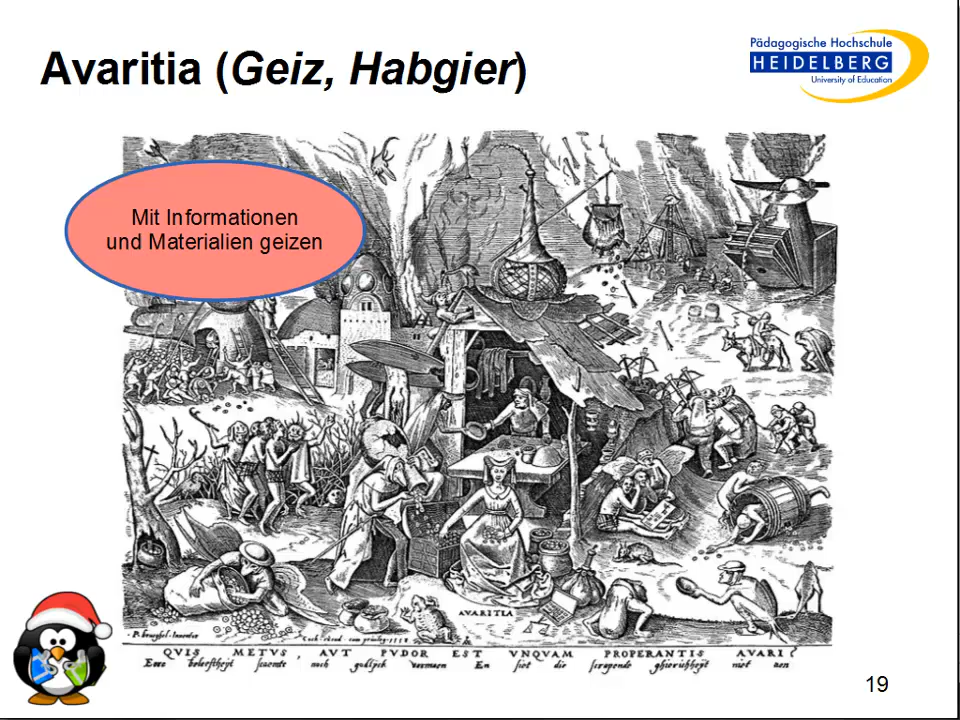 Avaritia (Geiz, Habgier)
Pädagogische Hochschule
HEIDELBERG
University of Education
Mit Informationen
und Materialien geizen
AVARITIA
QVIS METVS, AVT PVDOR EST VNQVAM PROPERANTIS AVARI?
19